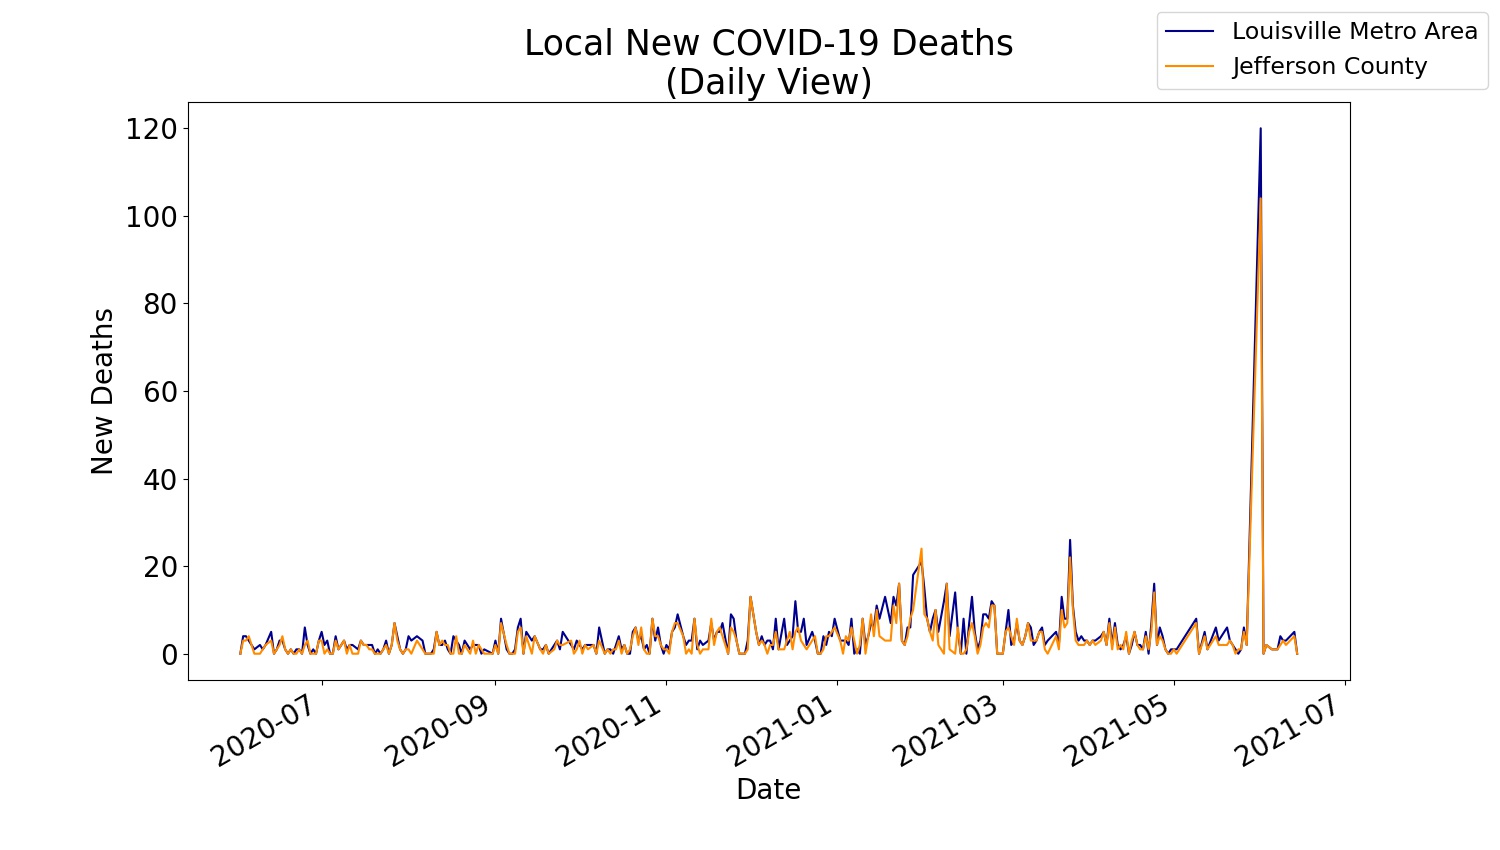 Local New COVID-19 Deaths
(Daily View)
Louisville Metro Area
Jefferson County
New Deaths
120
100
80
60
40
20
0
2020-07
2020-09
2020-11
2021-01
2021-03
2021-05
2021-07
Date